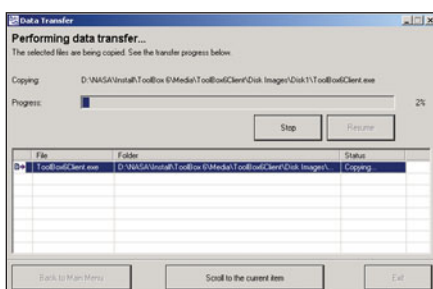 Data Transfer
Performing data transfer...
The selected files are being copied. See the transfer progress below.
Copying: D:\NASA\Install\ToolBox 6\Media\ToolBox6Client\Disk Images\Disk1\ToolBox6Client.exe
Progress: 2%
Stop Resume
File Folder Status
ToolBox6Client.exe D:\NASA\Install\ToolBox 6\Media\ToolBox6Client\Disk Images\... Copying...
Back to Main Menu Scroll to the current item Exit